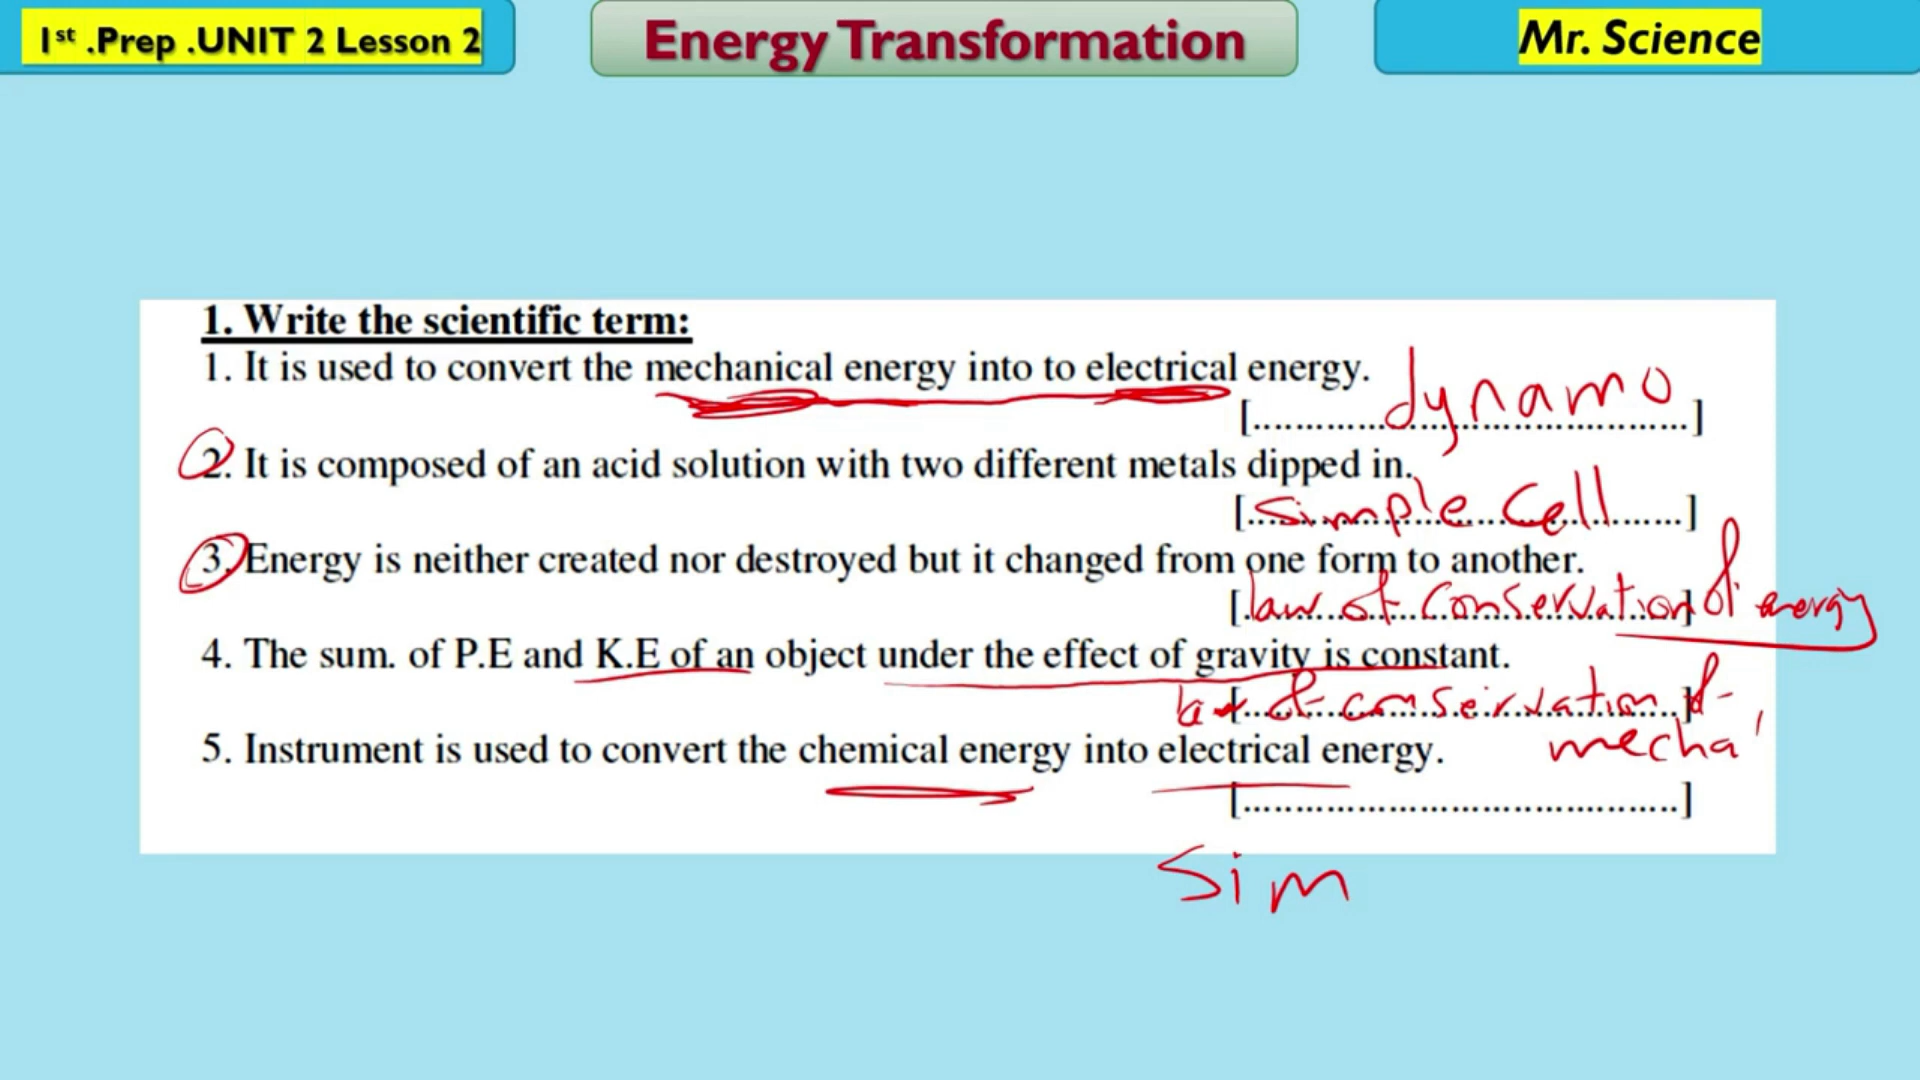 1st .Prep .UNIT 2 Lesson 2
Energy Transformation
Mr. Science
1. Write the scientific term:
1. It is used to convert the mechanical energy into to electrical energy.
[.......................................] dynamo
2. It is composed of an acid solution with two different metals dipped in.
[.......................................] simple cell
3. Energy is neither created nor destroyed but it changed from one form to another.
[.......................................] law of conservation of energy
4. The sum. of P.E and K.E of an object under the effect of gravity is constant.
[.......................................] law of conservation of
mecha
5. Instrument is used to convert the chemical energy into electrical energy.
[.......................................]
Sim